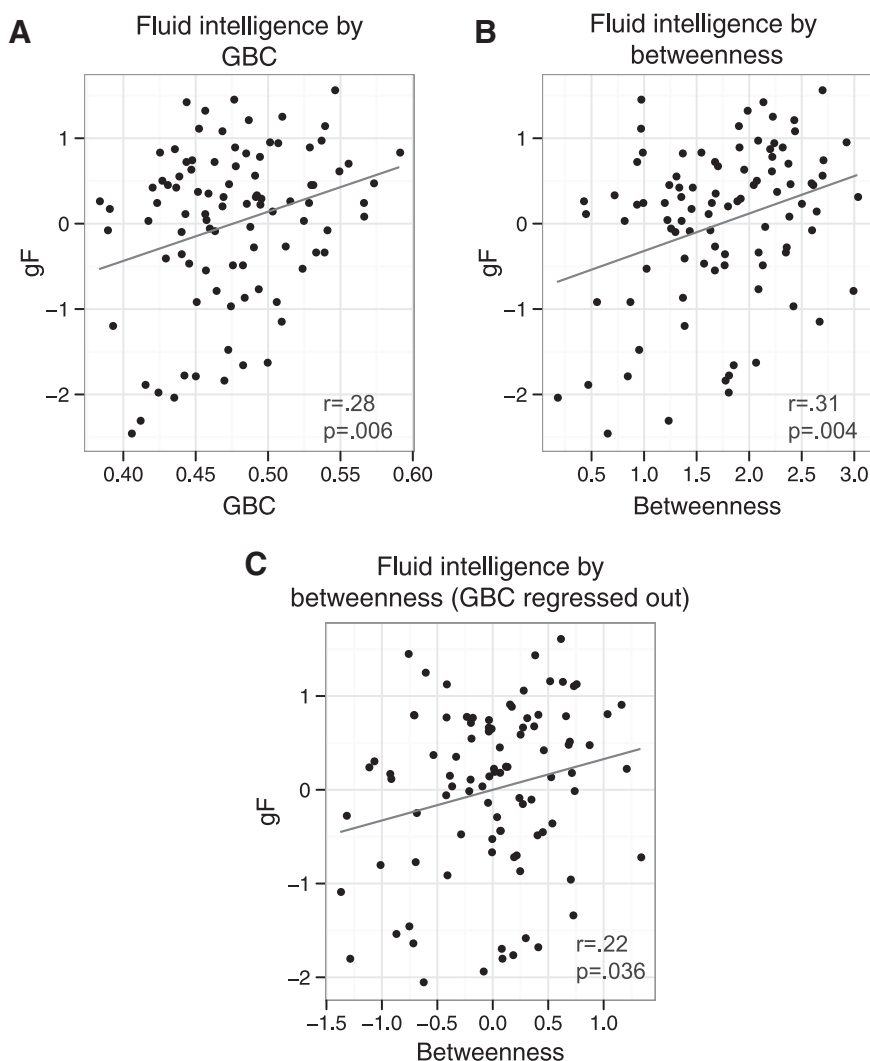 A
Fluid intelligence by
GBC
gF
1
0
−1
−2
r=.28
p=.006
0.40 0.45 0.50 0.55 0.60
GBC
B
Fluid intelligence by
betweenness
gF
1
0
−1
−2
r=.31
p=.004
0.5 1.0 1.5 2.0 2.5 3.0
Betweenness
C
Fluid intelligence by
betweenness (GBC regressed out)
gF
1
0
−1
−2
r=.22
p=.036
−1.5 −1.0 −0.5 0.0 0.5 1.0
Betweenness